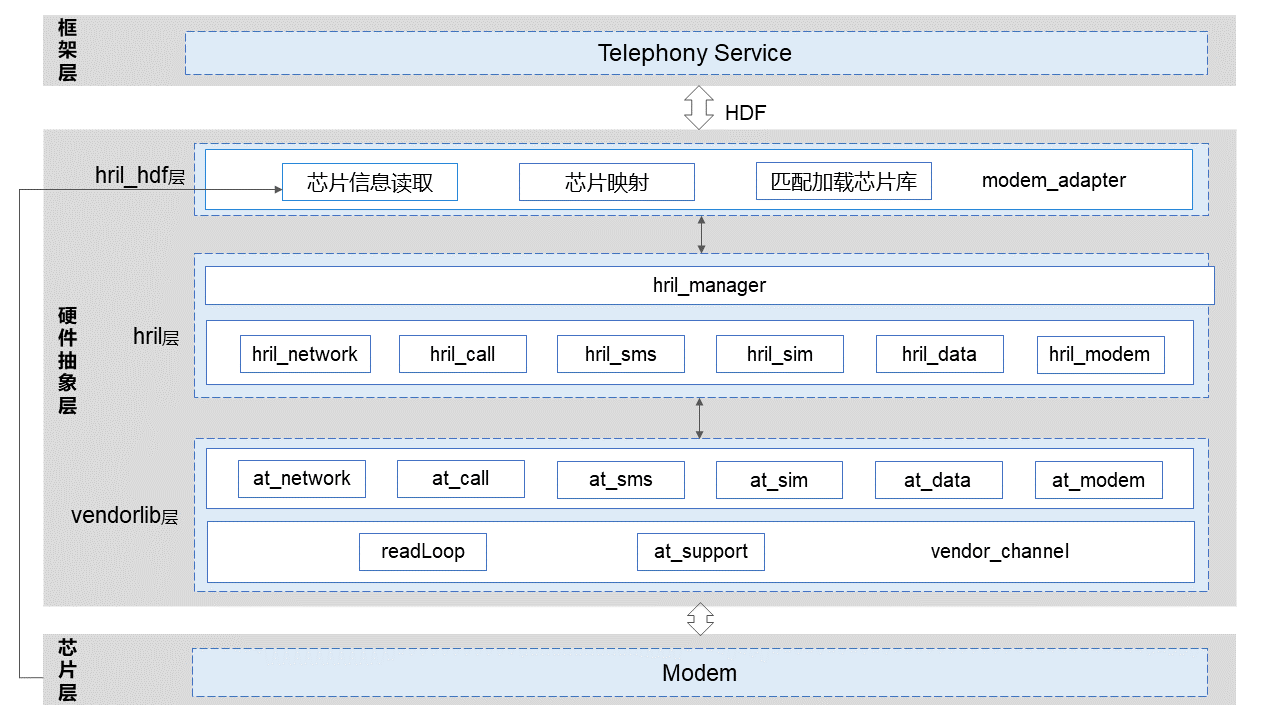 框架层
Telephony Service
HDF
hril_hdf层
芯片信息读取
芯片映射
匹配加载芯片库
modem_adapter
硬件抽象层
hril层
hril_manager
hril_network
hril_call
hril_sms
hril_sim
hril_data
hril_modem
vendorlib层
at_network
at_call
at_sms
at_sim
at_data
at_modem
readLoop
at_support
vendor_channel
芯片层
Modem